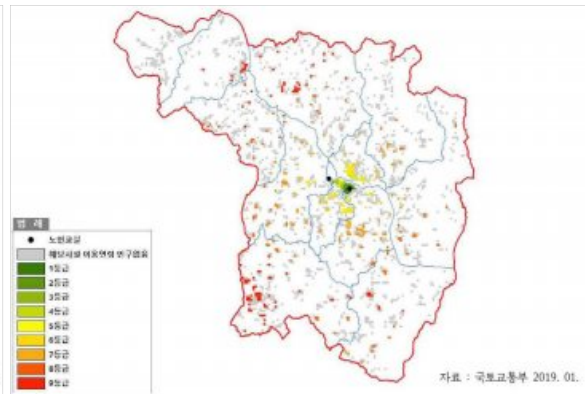 범 례
노인교실
해당시설 이용연령 인구없음
1등급
2등급
3등급
4등급
5등급
6등급
7등급
8등급
9등급
자료 : 국토교통부 2019. 01.